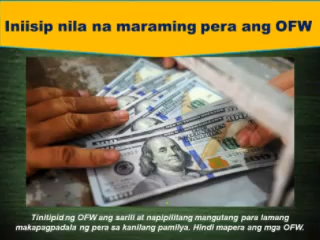 Iniisip nila na maraming pera ang OFW
Tinitipid ng OFW ang sarili at napipilitang mangutang para lamang
makapagpadala ng pera sa kanilang pamilya. Hindi mapera ang mga OFW.